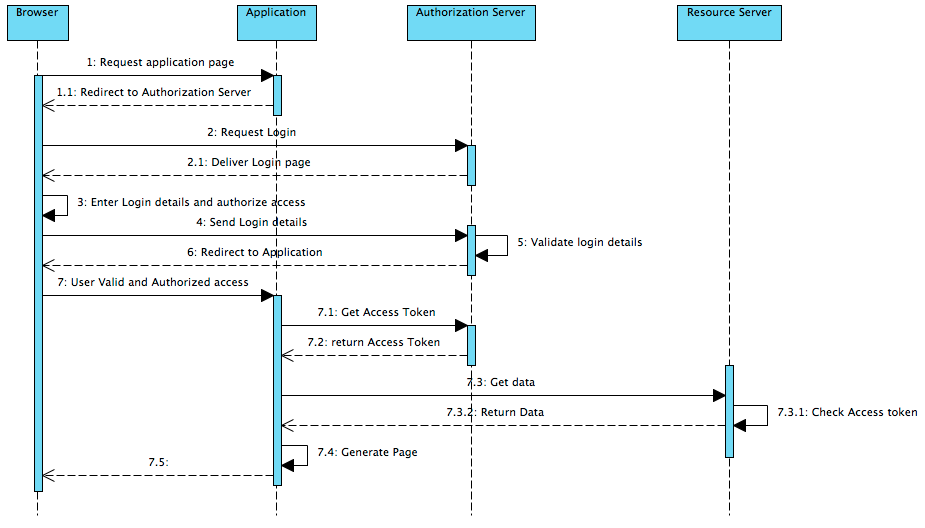 Browser
Application
Authorization Server
Resource Server
1: Request application page
1.1: Redirect to Authorization Server
2: Request Login
2.1: Deliver Login page
3: Enter Login details and authorize access
4: Send Login details
5: Validate login details
6: Redirect to Application
7: User Valid and Authorized access
7.1: Get Access Token
7.2: return Access Token
7.3: Get data
7.3.2: Return Data
7.3.1: Check Access token
7.4: Generate Page
7.5: